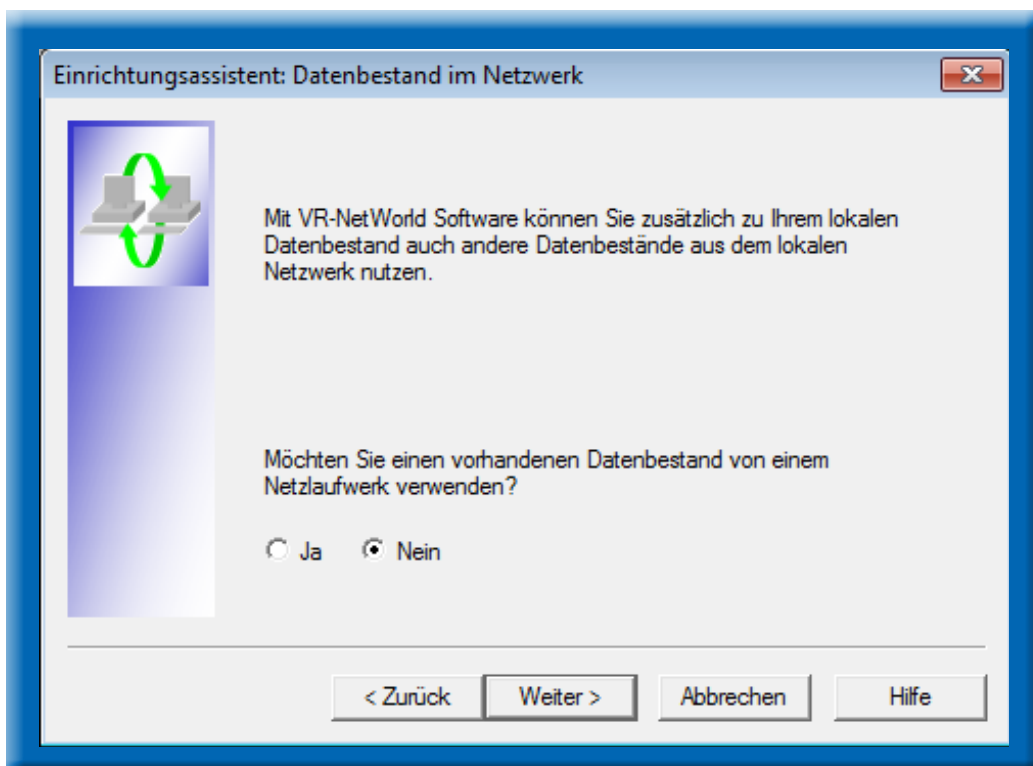 Einrichtungsassistent: Datenbestand im Netzwerk
Mit VR-NetWorld Software können Sie zusätzlich zu Ihrem lokalen
Datenbestand auch andere Datenbestände aus dem lokalen
Netzwerk nutzen.
Möchten Sie einen vorhandenen Datenbestand von einem
Netzlaufwerk verwenden?
Ja Nein
< Zurück Weiter > Abbrechen Hilfe